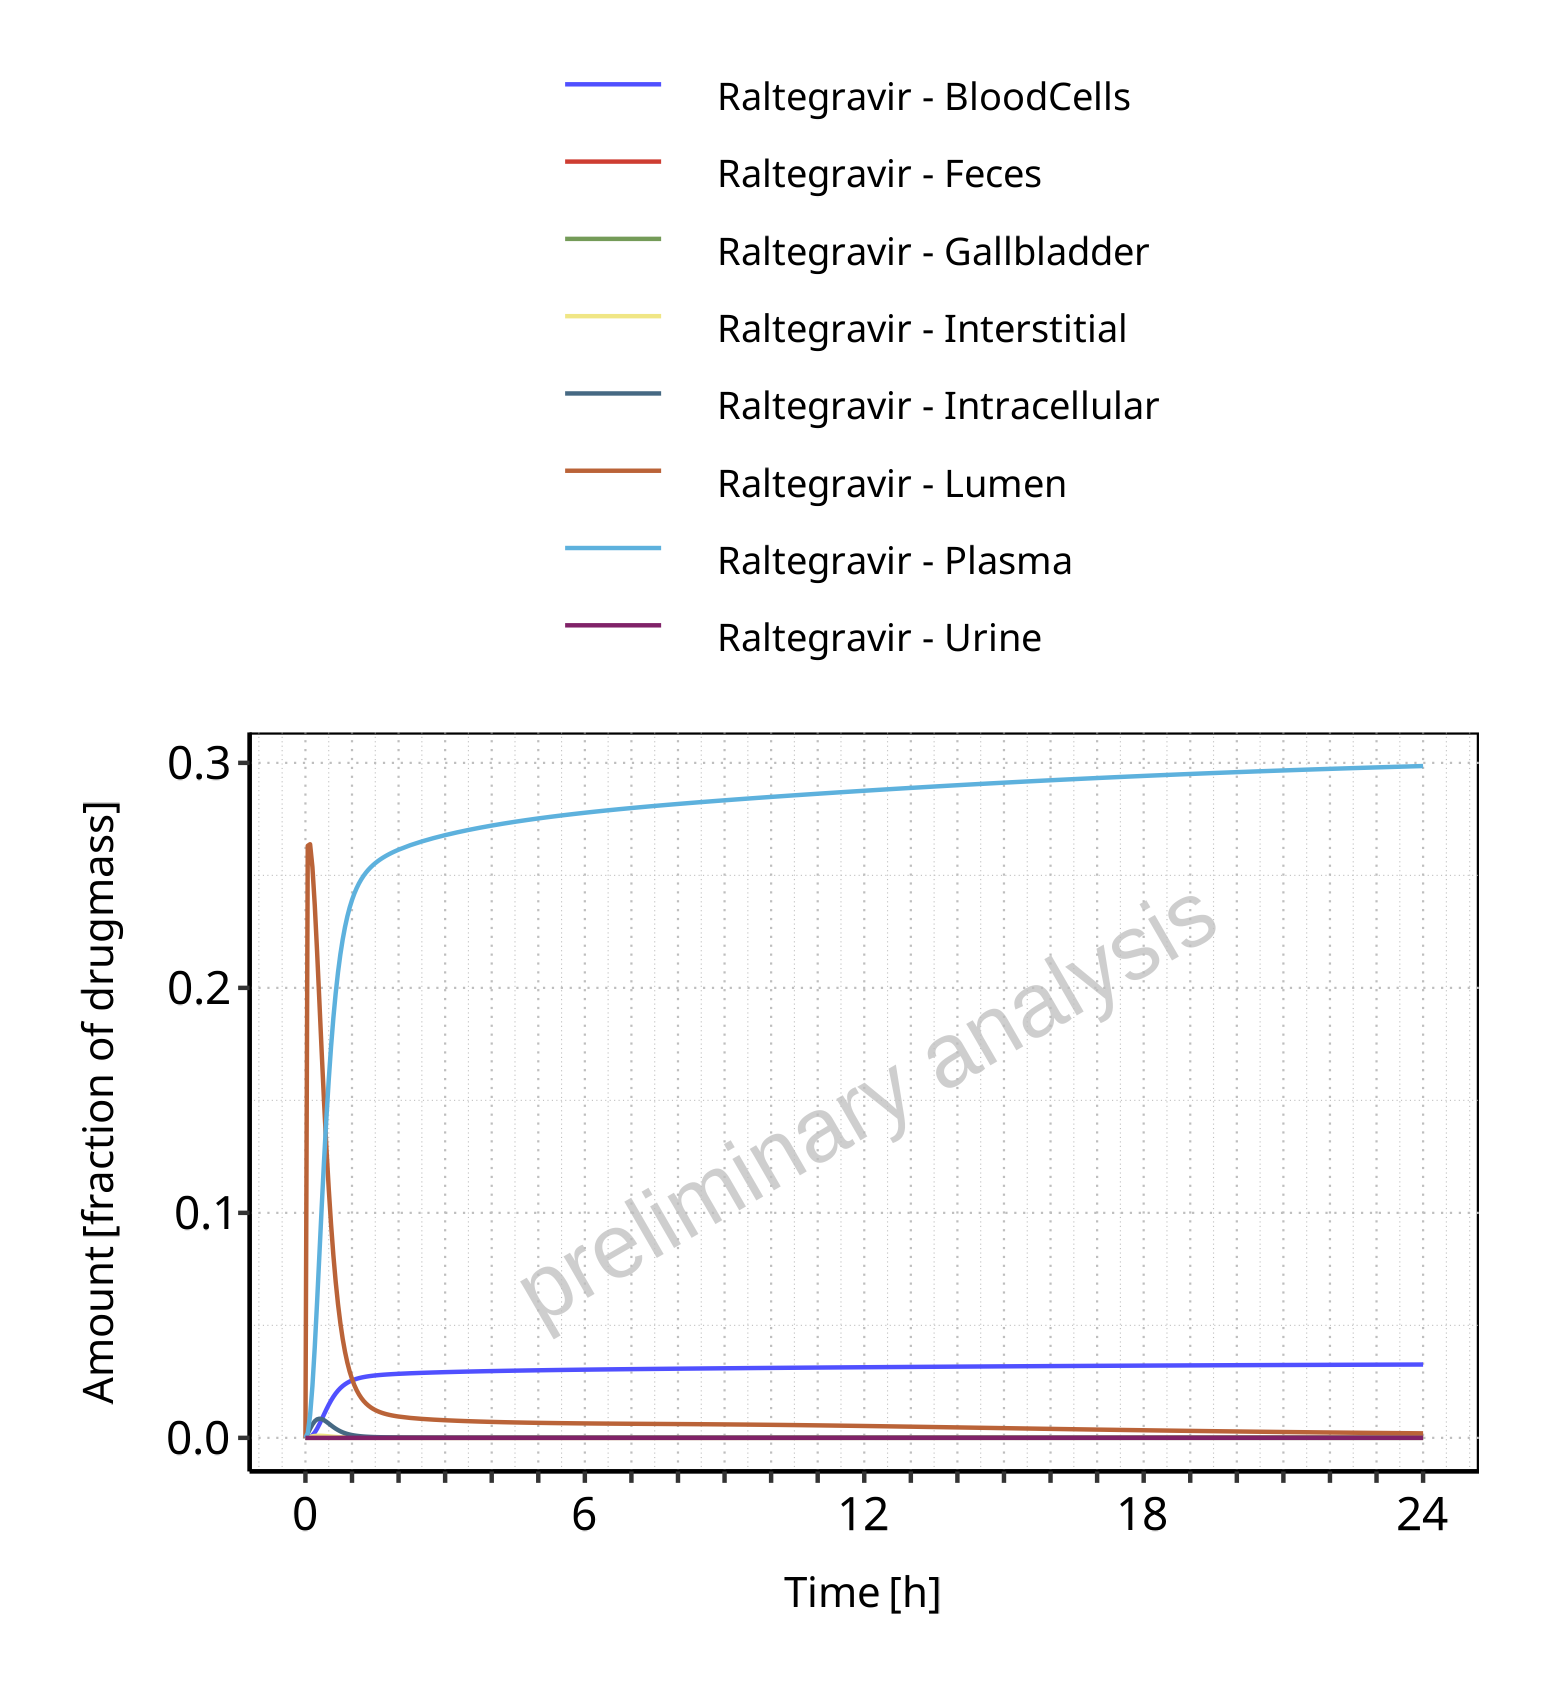 Raltegravir - BloodCells
Raltegravir - Feces
Raltegravir - Gallbladder
Raltegravir - Interstitial
Raltegravir - Intracellular
Raltegravir - Lumen
Raltegravir - Plasma
Raltegravir - Urine
Amount [fraction of drugmass]
0.3
0.2
0.1
0.0
preliminary analysis
0 6 12 18 24
Time [h]